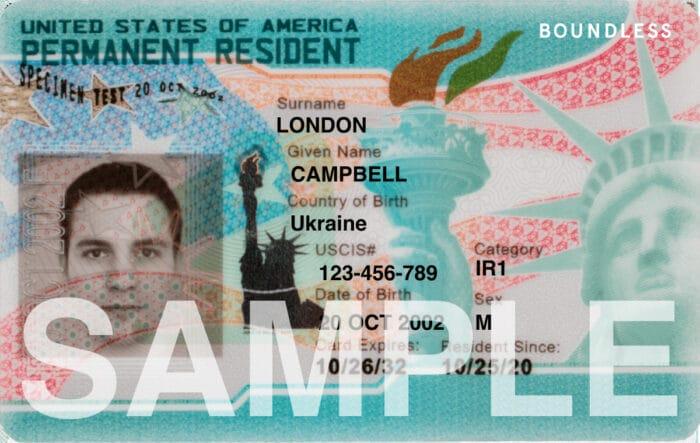 UNITED STATES OF AMERICA
BOUNDLESS
PERMANENT RESIDENT
SPECIMEN TEST 20 OCT 2002
Surname
LONDON
Given Name
CAMPBELL
Country of Birth
Ukraine
USCIS# Category
123-456-789 IR1
Date of Birth Sex
20 OCT 2002 M
Card Expires: Resident Since:
10/26/32 10/25/20
SAMPLE